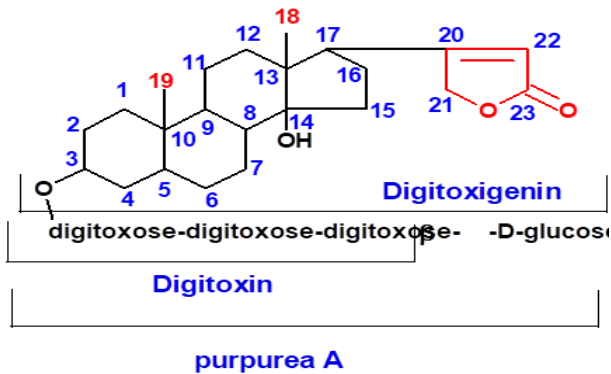 18
12
17
20
22
11
19
13
16
1
21
O
23
O
15
2
8
14
10
9
OH
3
7
5
O
4
6
Digitoxigenin
digitoxose-digitoxose-digitoxose- -D-glucose
β
Digitoxin
purpurea A